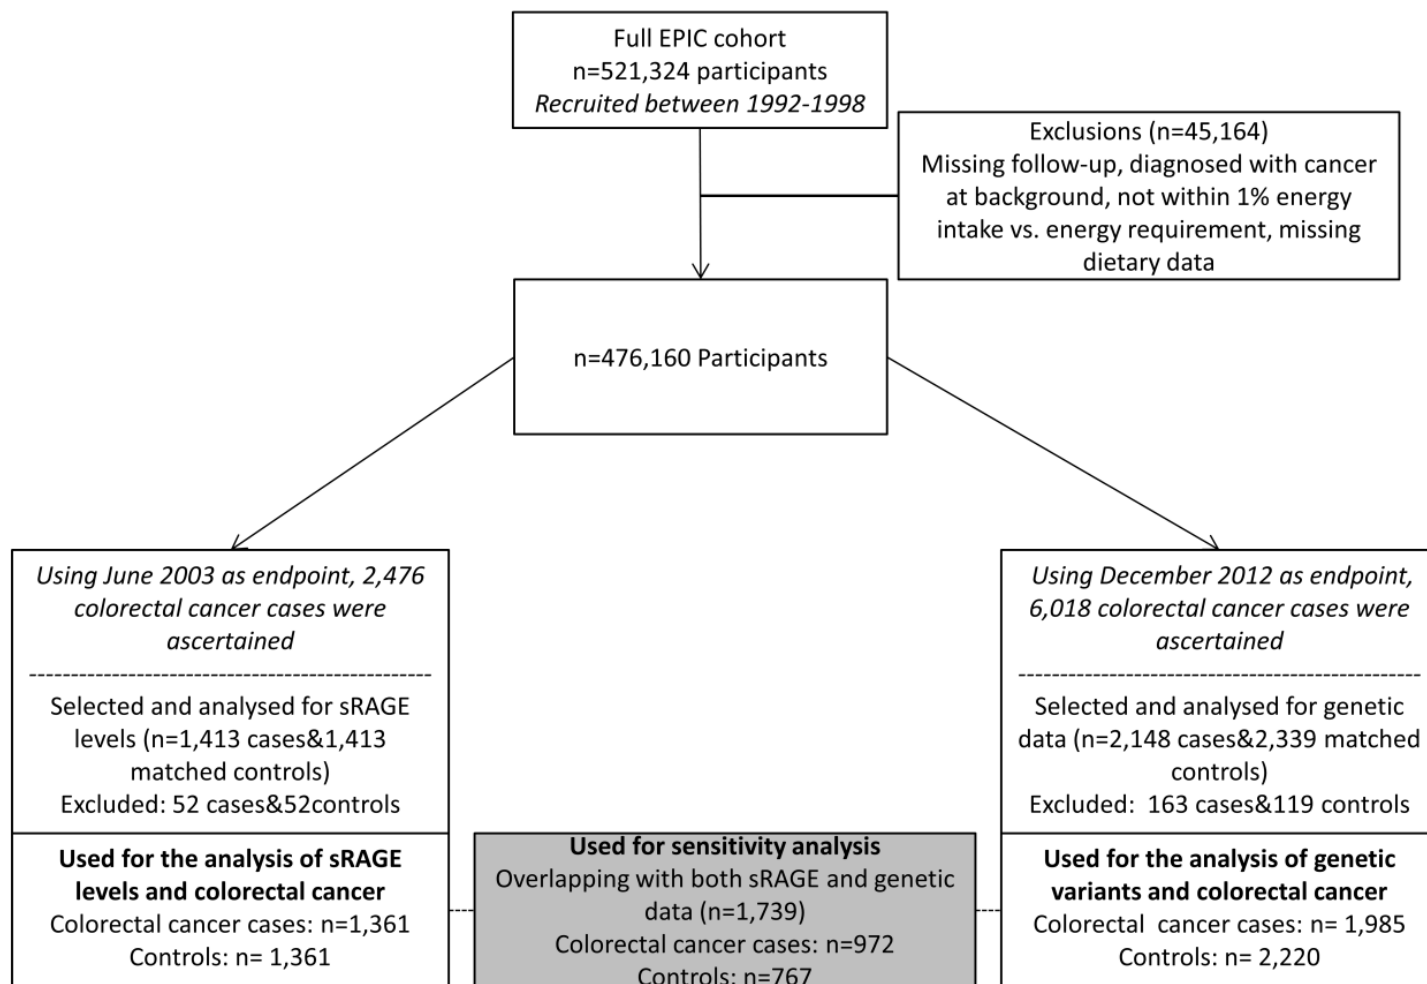 Full EPIC cohort
n=521,324 participants
Recruited between 1992-1998
Exclusions (n=45,164)
Missing follow-up, diagnosed with cancer
at background, not within 1% energy
intake vs. energy requirement, missing
dietary data
n=476,160 Participants
Using June 2003 as endpoint, 2,476
colorectal cancer cases were
ascertained
Selected and analysed for sRAGE
levels (n=1,413 cases&1,413
matched controls)
Excluded: 52 cases&52controls
Used for the analysis of sRAGE
levels and colorectal cancer
Colorectal cancer cases: n=1,361
Controls: n= 1,361
Used for sensitivity analysis
Overlapping with both sRAGE and genetic
data (n=1,739)
Colorectal cancer cases: n=972
Controls: n=767
Using December 2012 as endpoint,
6,018 colorectal cancer cases were
ascertained
Selected and analysed for genetic
data (n=2,148 cases&2,339 matched
controls)
Excluded:  163 cases&119 controls
Used for the analysis of genetic
variants and colorectal cancer
Colorectal  cancer cases: n= 1,985
Controls: n= 2,220